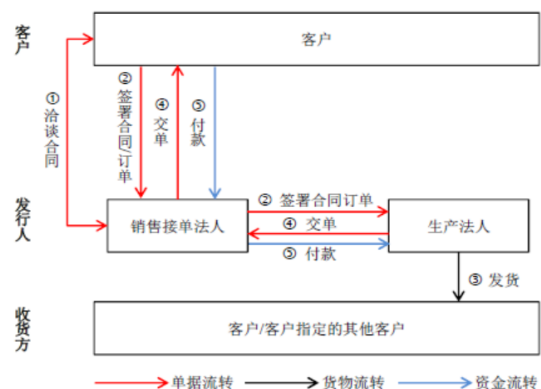 客户
客户
① 洽谈合同
② 签署合同/订单
④ 交单
⑤ 付款
发行人
销售接单法人
② 签署合同订单
④ 交单
⑤ 付款
生产法人
③ 发货
收货方
客户/客户指定的其他客户
单据流转
货物流转
资金流转